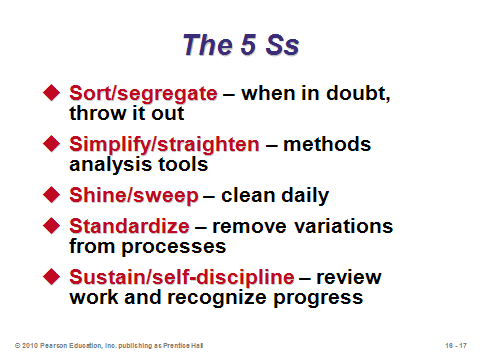 The 5 Ss
Sort/segregate – when in doubt,
throw it out
Simplify/straighten – methods
analysis tools
Shine/sweep – clean daily
Standardize – remove variations
from processes
Sustain/self-discipline – review
work and recognize progress
© 2010 Pearson Education, Inc. publishing as Prentice Hall
16 - 17